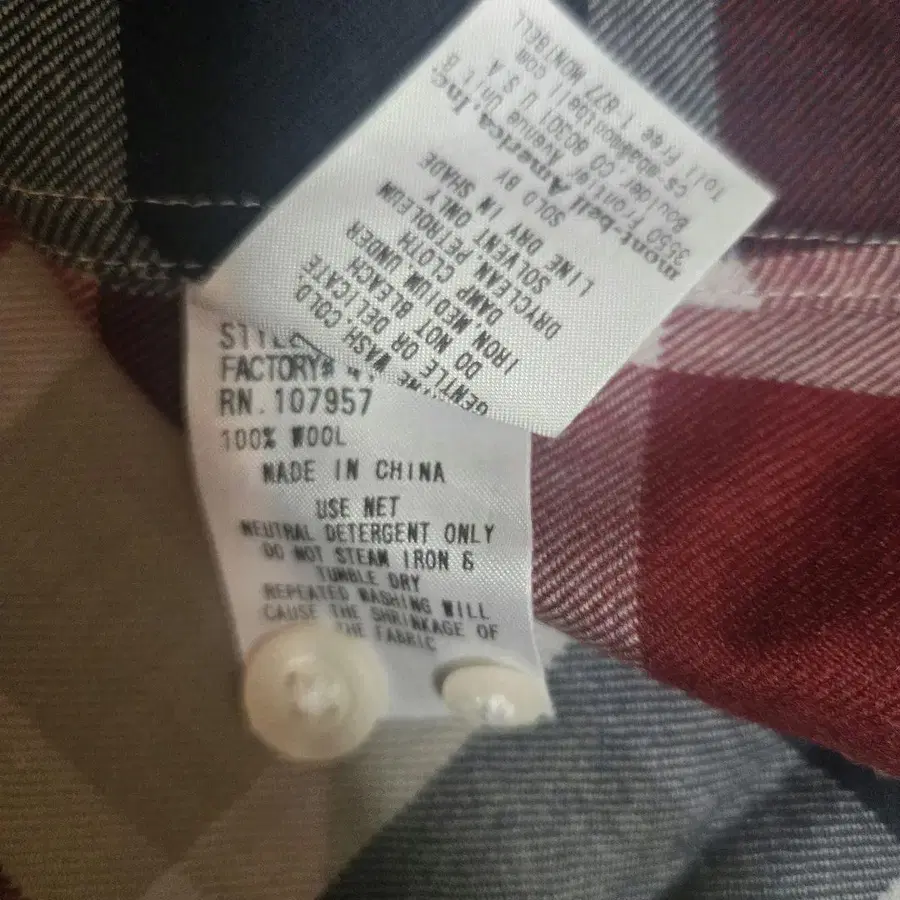 STYLE
FACTORY#
RN.107957
100% WOOL
MADE IN CHINA
USE NET
NEUTRAL DETERGENT ONLY
DO NOT STEAM IRON &
TUMBLE DRY
REPEATED WASHING WILL
CAUSE THE SHRINKAGE OF
THE FABRIC
WASH, COLD
GENTLE OR DELICATE
DO NOT BLEACH
IRON, MEDIUM UNDER
DAMP CLOTH
DRYCLEAN PETROLEUM
SOLVENT ONLY
LINE DRY IN SHADE
SOLD BY
mont-bell America, Inc
3550 Frontier Avenue Unit B
Boulder, CO 80301 U S A
Toll Free 1-877 MONTBELL